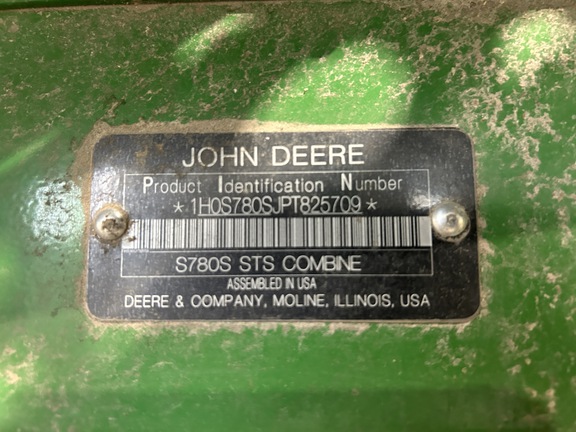 JOHN DEERE
Product Identification Number
*1H0S780SJPT825709*
S780S STS COMBINE
ASSEMBLED IN USA
DEERE & COMPANY, MOLINE, ILLINOIS, USA